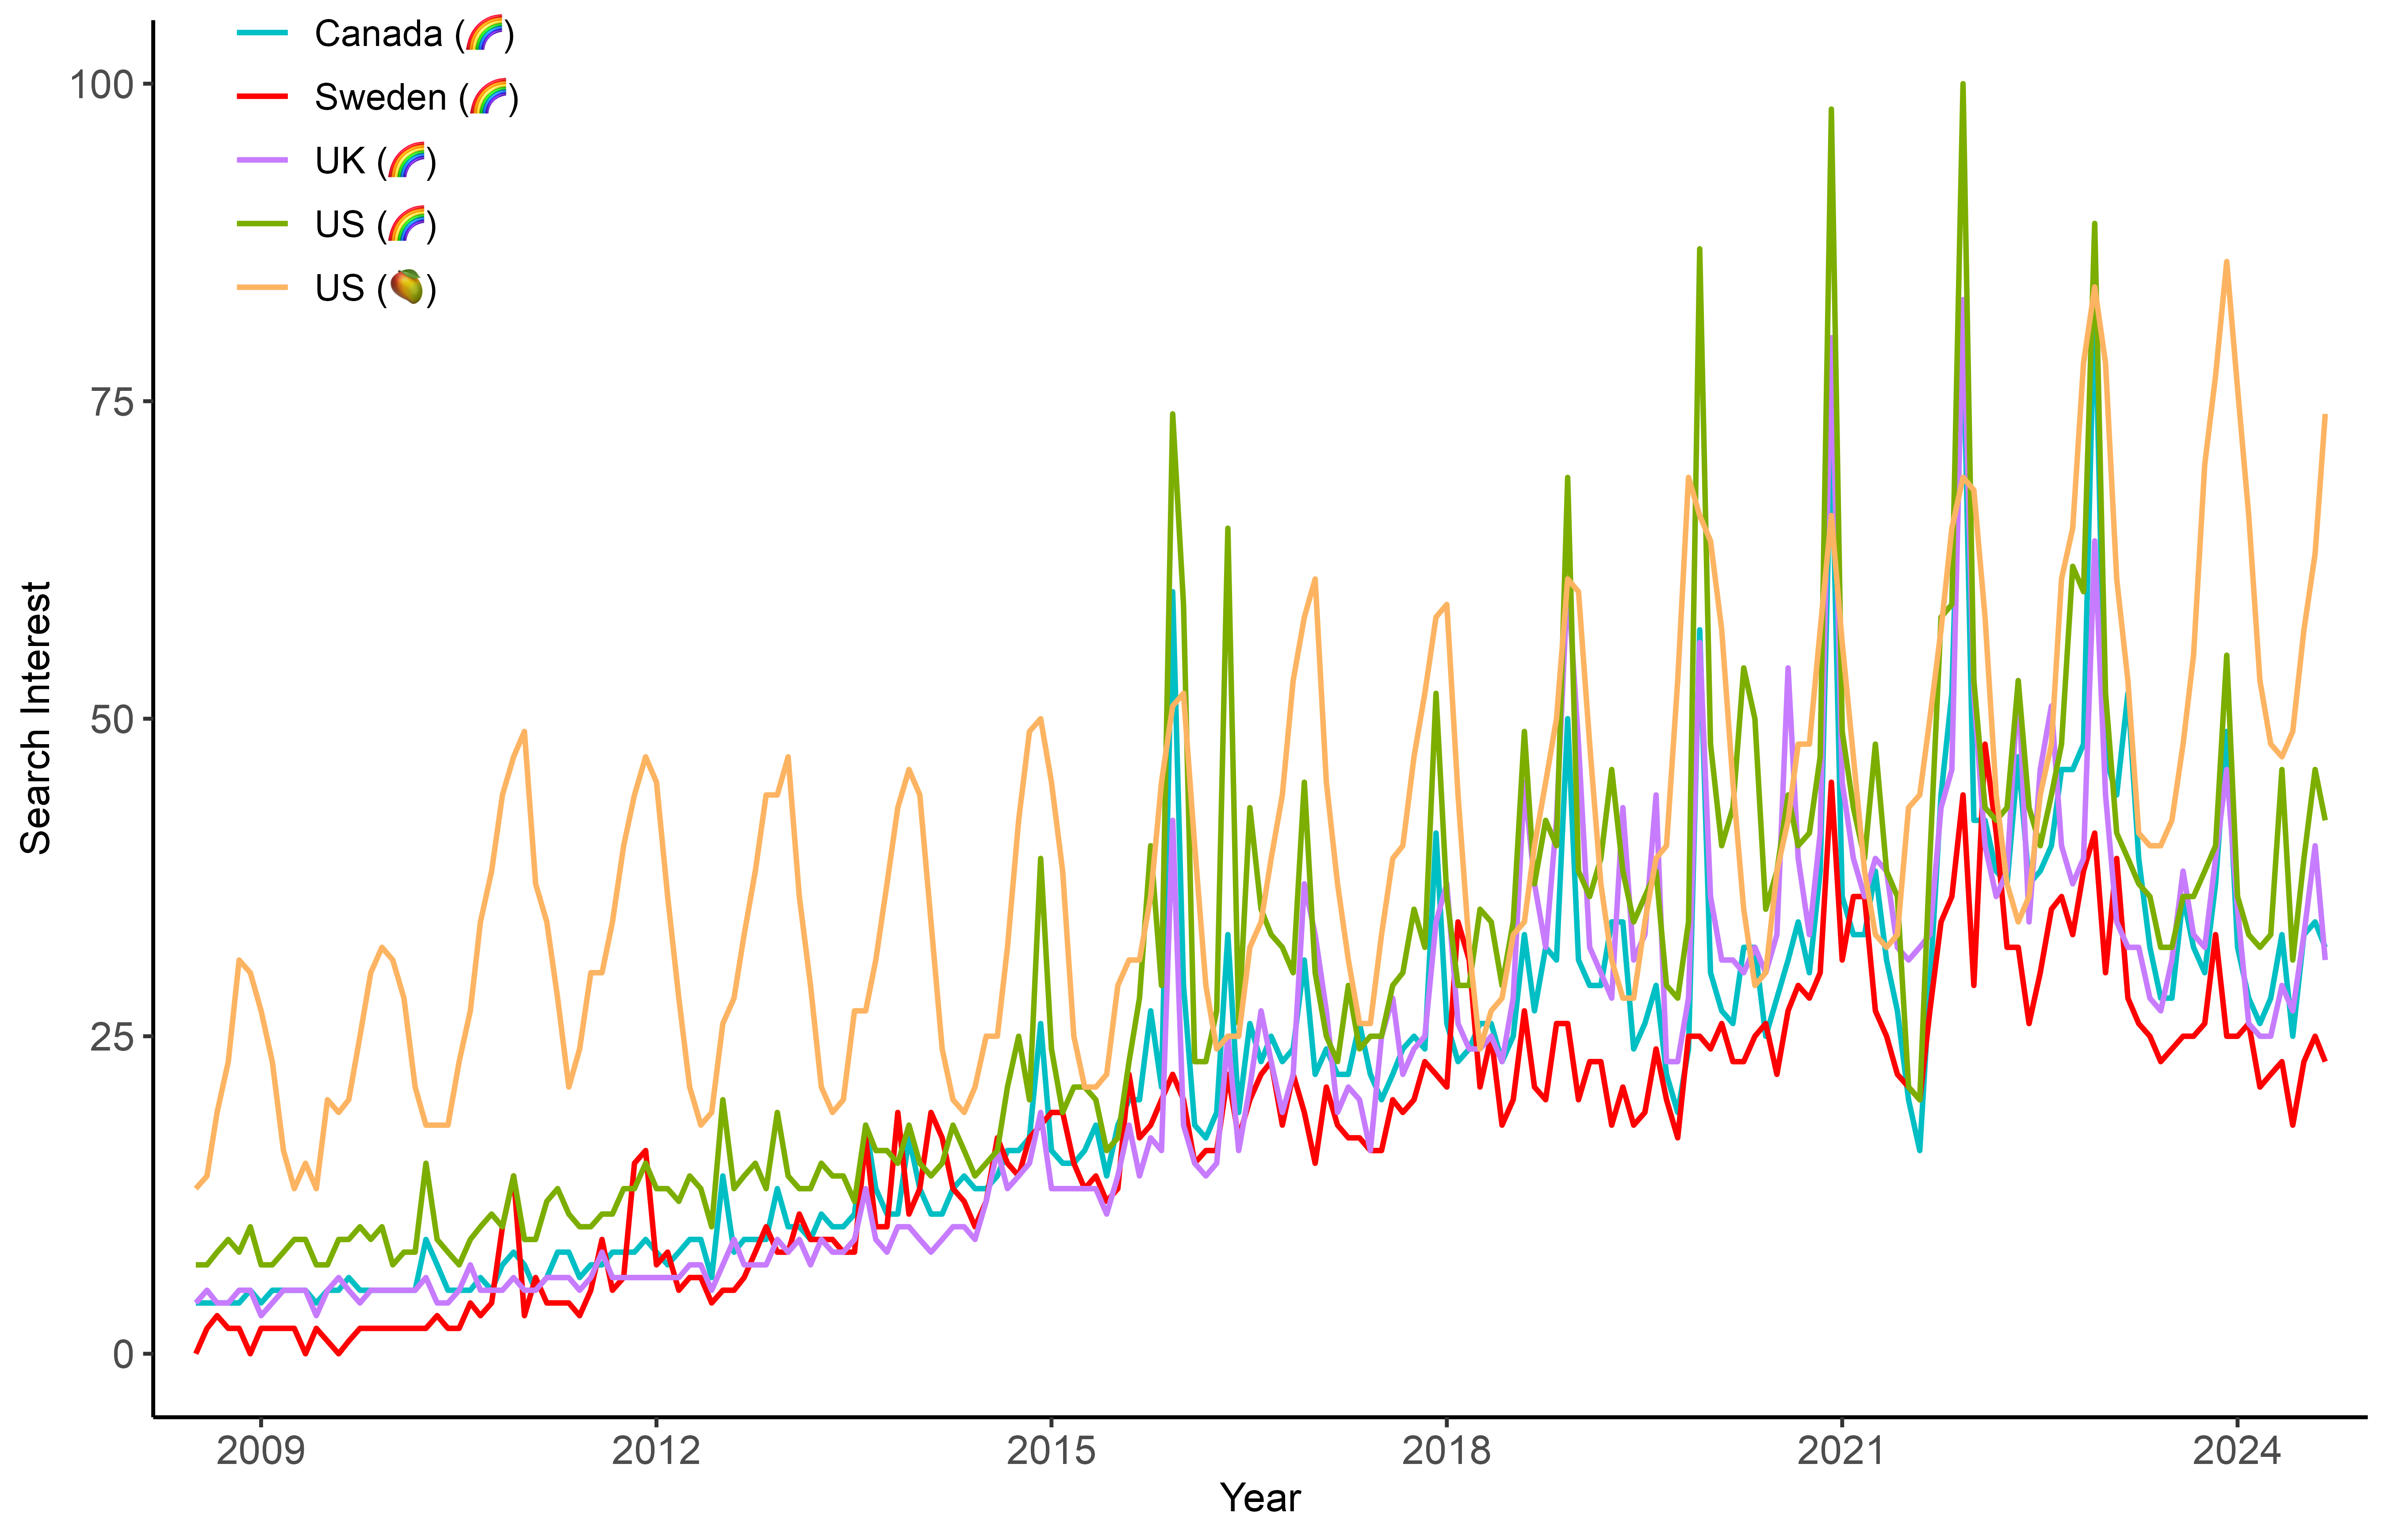 Canada (🌈)
Sweden (🌈)
UK (🌈)
US (🌈)
US (🥭)
100
75
50
25
0
Search Interest
2009 2012 2015 2018 2021 2024
Year